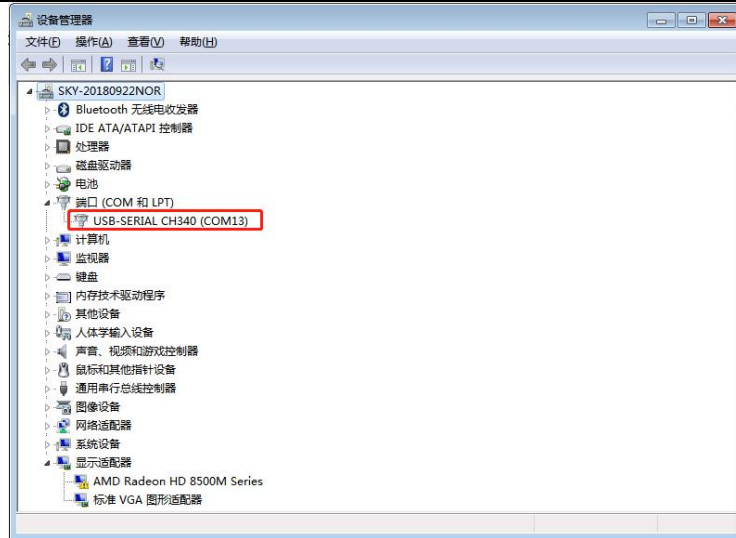 设备管理器
文件(F) 操作(A) 查看(V) 帮助(H)
SKY-20180922NOR
Bluetooth 无线电收发器
IDE ATA/ATAPI 控制器
处理器
磁盘驱动器
电池
端口 (COM 和 LPT)
USB-SERIAL CH340 (COM13)
计算机
监视器
键盘
内存技术驱动程序
其他设备
人体学输入设备
声音、视频和游戏控制器
鼠标和其他指针设备
通用串行总线控制器
图像设备
网络适配器
系统设备
显示适配器
AMD Radeon HD 8500M Series
标准 VGA 图形适配器